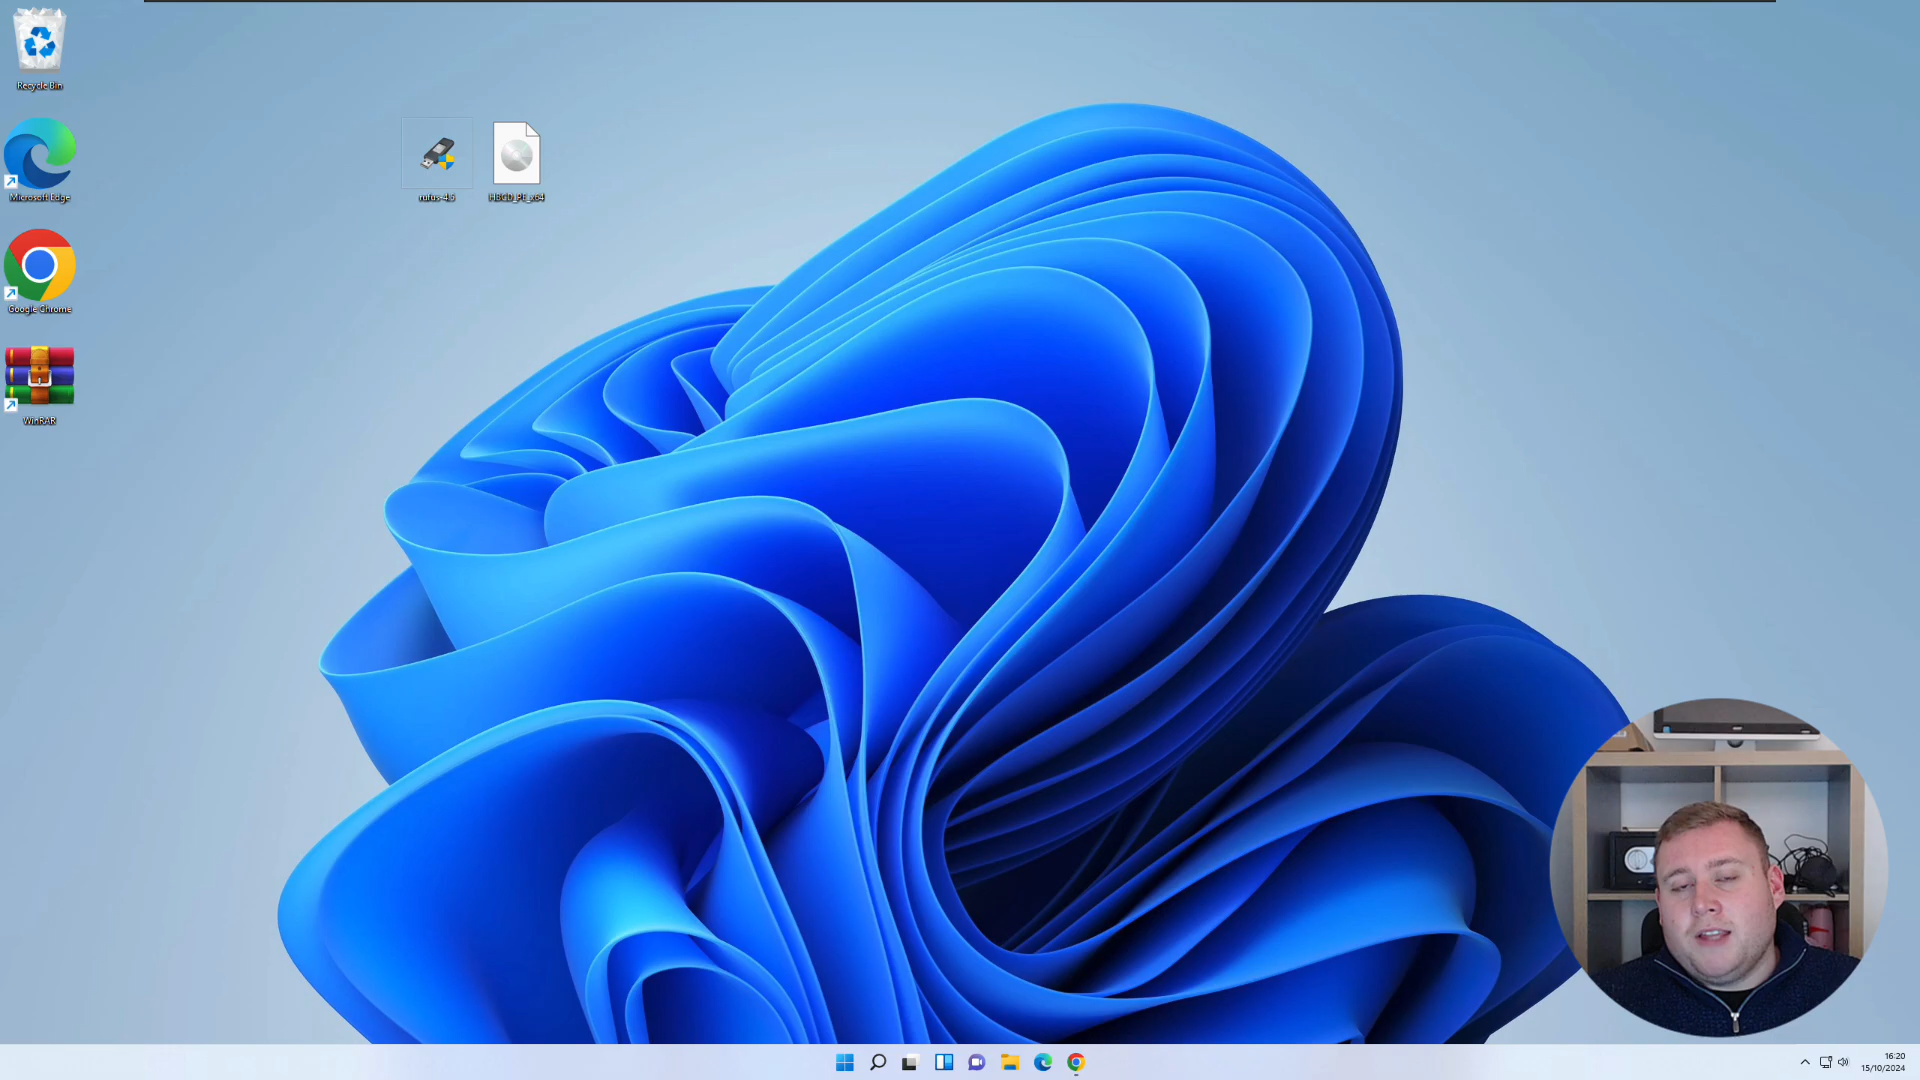 Recycle Bin
Microsoft Edge
Google Chrome
WinRAR
rufus-4.5
HBCD_PE_x64
16:20
15/10/2024